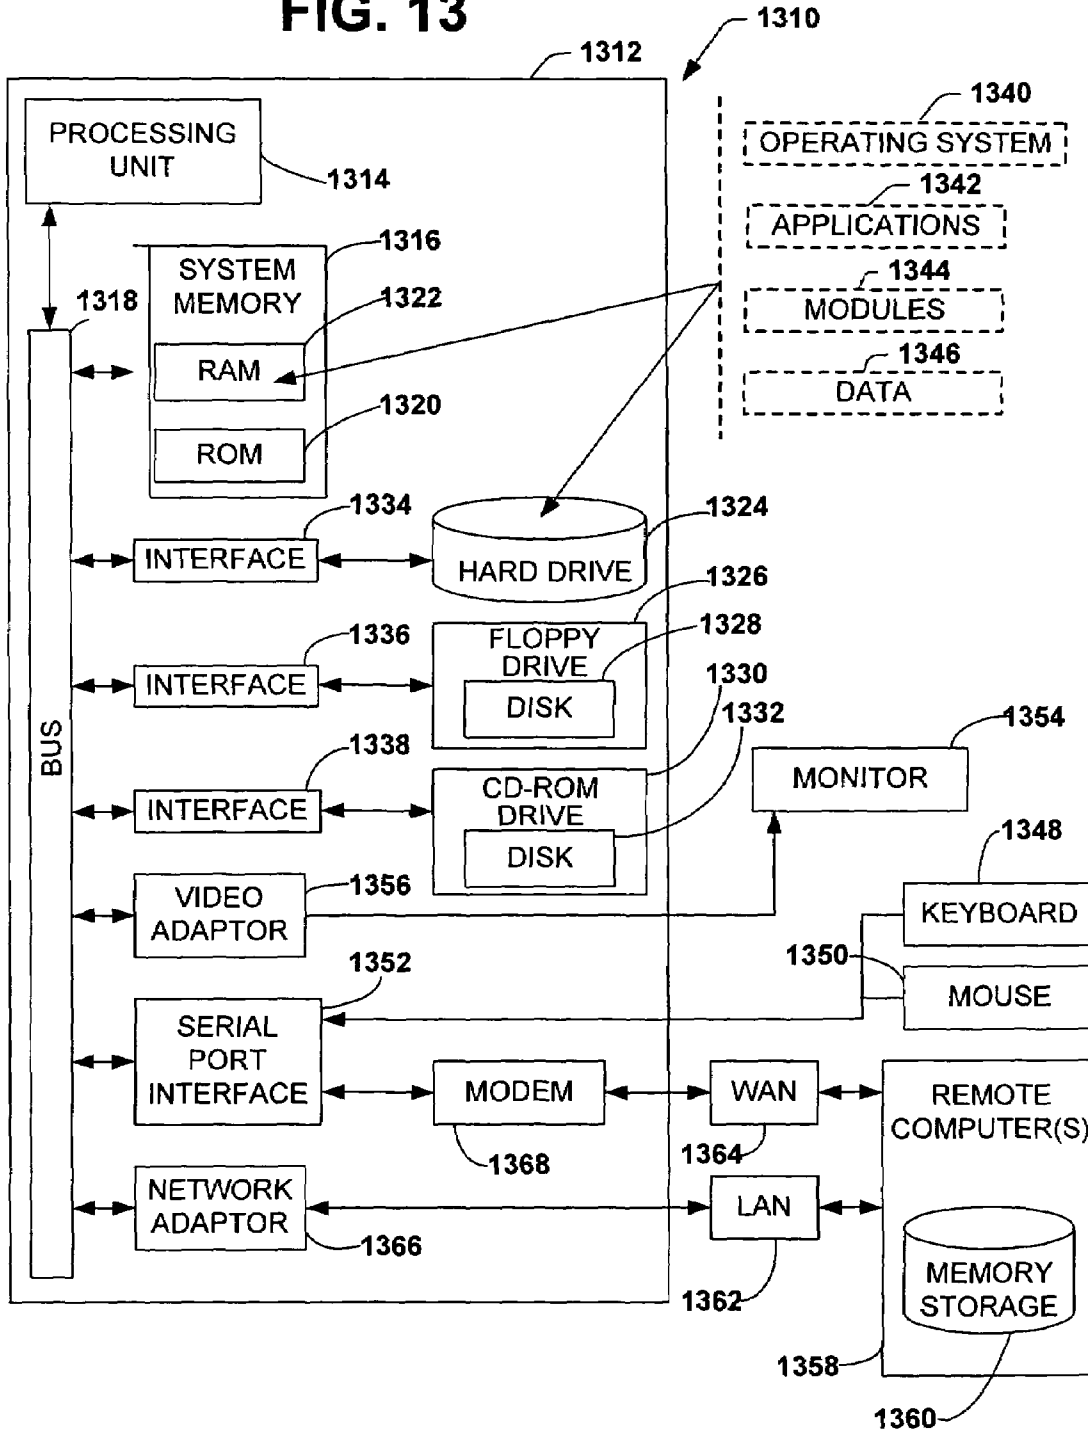 FIG. 13
1310
1312
PROCESSING
UNIT
1314
1340
OPERATING SYSTEM
1342
APPLICATIONS
1344
MODULES
1346
DATA
1316
SYSTEM
MEMORY
1318
1322
RAM
1320
ROM
1334
INTERFACE
1324
HARD DRIVE
1326
1336
INTERFACE
FLOPPY
DRIVE
1328
DISK
1330
1332
BUS
1338
INTERFACE
CD-ROM
DRIVE
DISK
1354
MONITOR
1356
VIDEO
ADAPTOR
1348
KEYBOARD
1350
MOUSE
1352
SERIAL
PORT
INTERFACE
MODEM
1368
WAN
1364
REMOTE
COMPUTER(S)
NETWORK
ADAPTOR
1366
LAN
1362
MEMORY
STORAGE
1358
1360